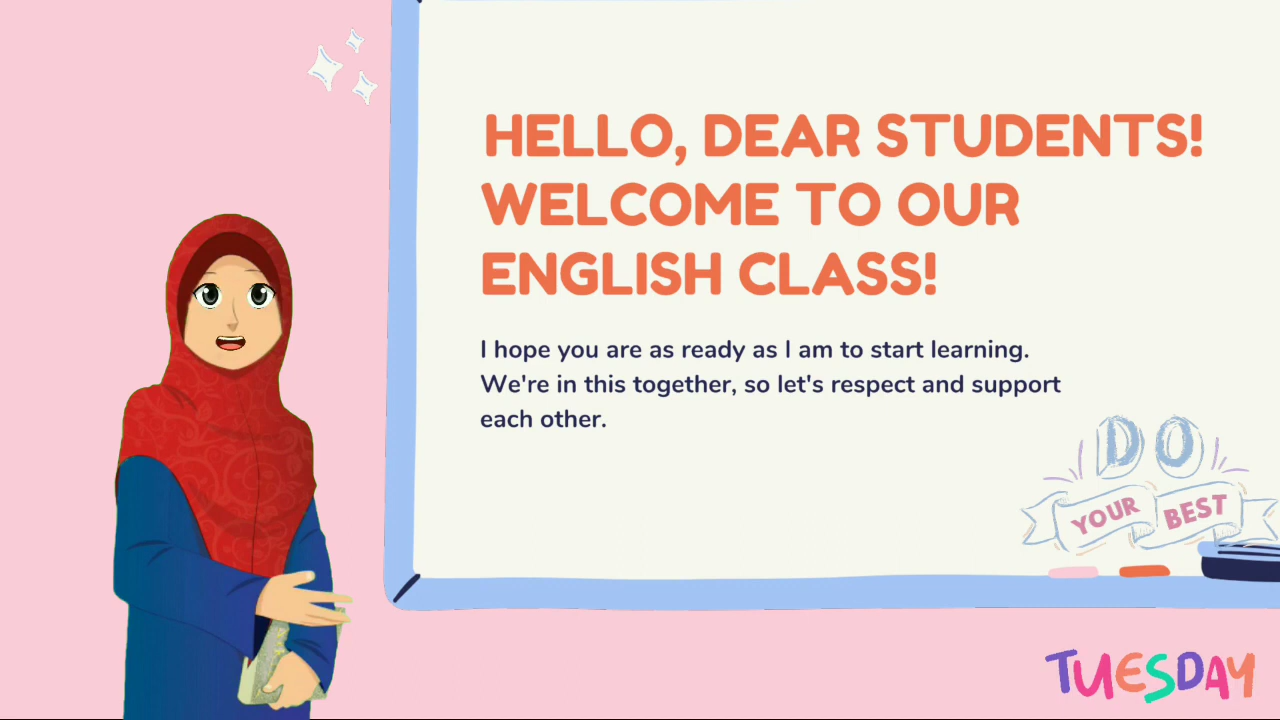 HELLO, DEAR STUDENTS!
WELCOME TO OUR
ENGLISH CLASS!
I hope you are as ready as I am to start learning.
We're in this together, so let's respect and support
each other.
DO
YOUR BEST
TUESDAY